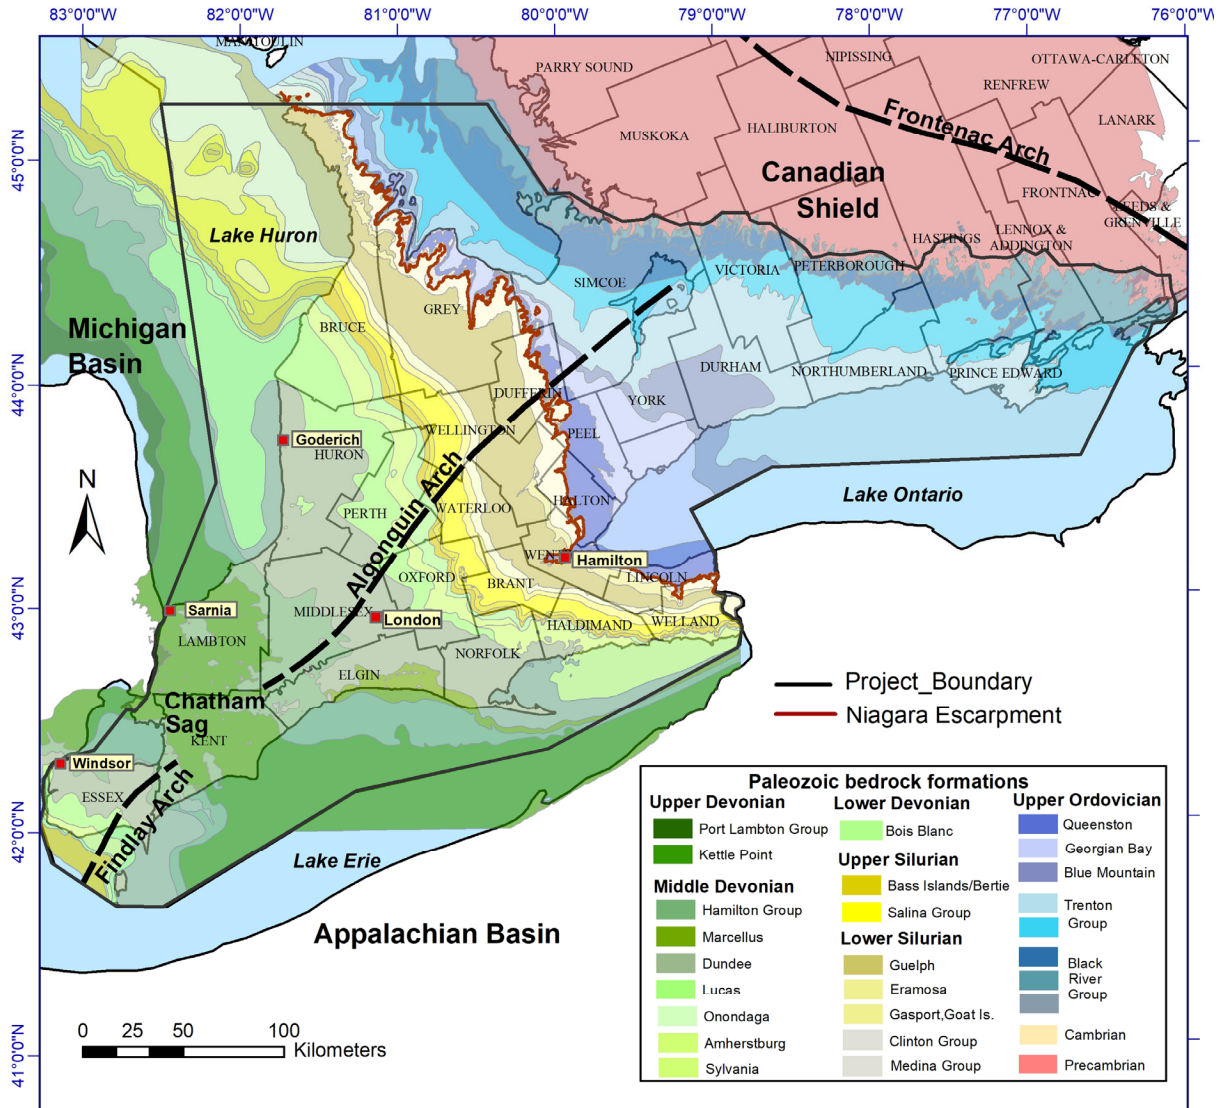 83°0'0"W 82°0'0"W 81°0'0"W 80°0'0"W 79°0'0"W 78°0'0"W 77°0'0"W 76°0'0"W
45°0'0"N
44°0'0"N
43°0'0"N
42°0'0"N
41°0'0"N
MANITOULIN
PARRY SOUND
NIPISSING
OTTAWA-CARLETON
RENFREW
MUSKOKA
HALIBURTON
LANARK
Frontenac Arch
Canadian
Shield
FRONTNAC
LEEDS &
GRENVILLE
LENNOX &
ADDINGTON
HASTINGS
Lake Huron
SIMCOE
VICTORIA
PETERBOROUGH
Michigan
Basin
BRUCE
GREY
DURHAM
NORTHUMBERLAND
PRINCE EDWARD
DUFFERIN
YORK
WELLINGTON
PEEL
Goderich
HURON
Algonquin Arch
PERTH
WATERLOO
HALTON
Lake Ontario
N
WENT
Hamilton
OXFORD
BRANT
LINCOLN
Sarnia
MIDDLESEX
London
HALDIMAND
WELLAND
LAMBTON
NORFOLK
ELGIN
Chatham
Sag
KENT
Windsor
ESSEX
Findlay Arch
Lake Erie
Appalachian Basin
Project_Boundary
Niagara Escarpment
0 25 50 100
Kilometers
Paleozoic bedrock formations
Upper Devonian
Port Lambton Group
Kettle Point
Middle Devonian
Hamilton Group
Marcellus
Dundee
Lucas
Onondaga
Amherstburg
Sylvania
Lower Devonian
Bois Blanc
Upper Silurian
Bass Islands/Bertie
Salina Group
Lower Silurian
Guelph
Eramosa
Gasport,Goat Is.
Clinton Group
Medina Group
Upper Ordovician
Queenston
Georgian Bay
Blue Mountain
Trenton
Group
Black
River
Group
Cambrian
Precambrian